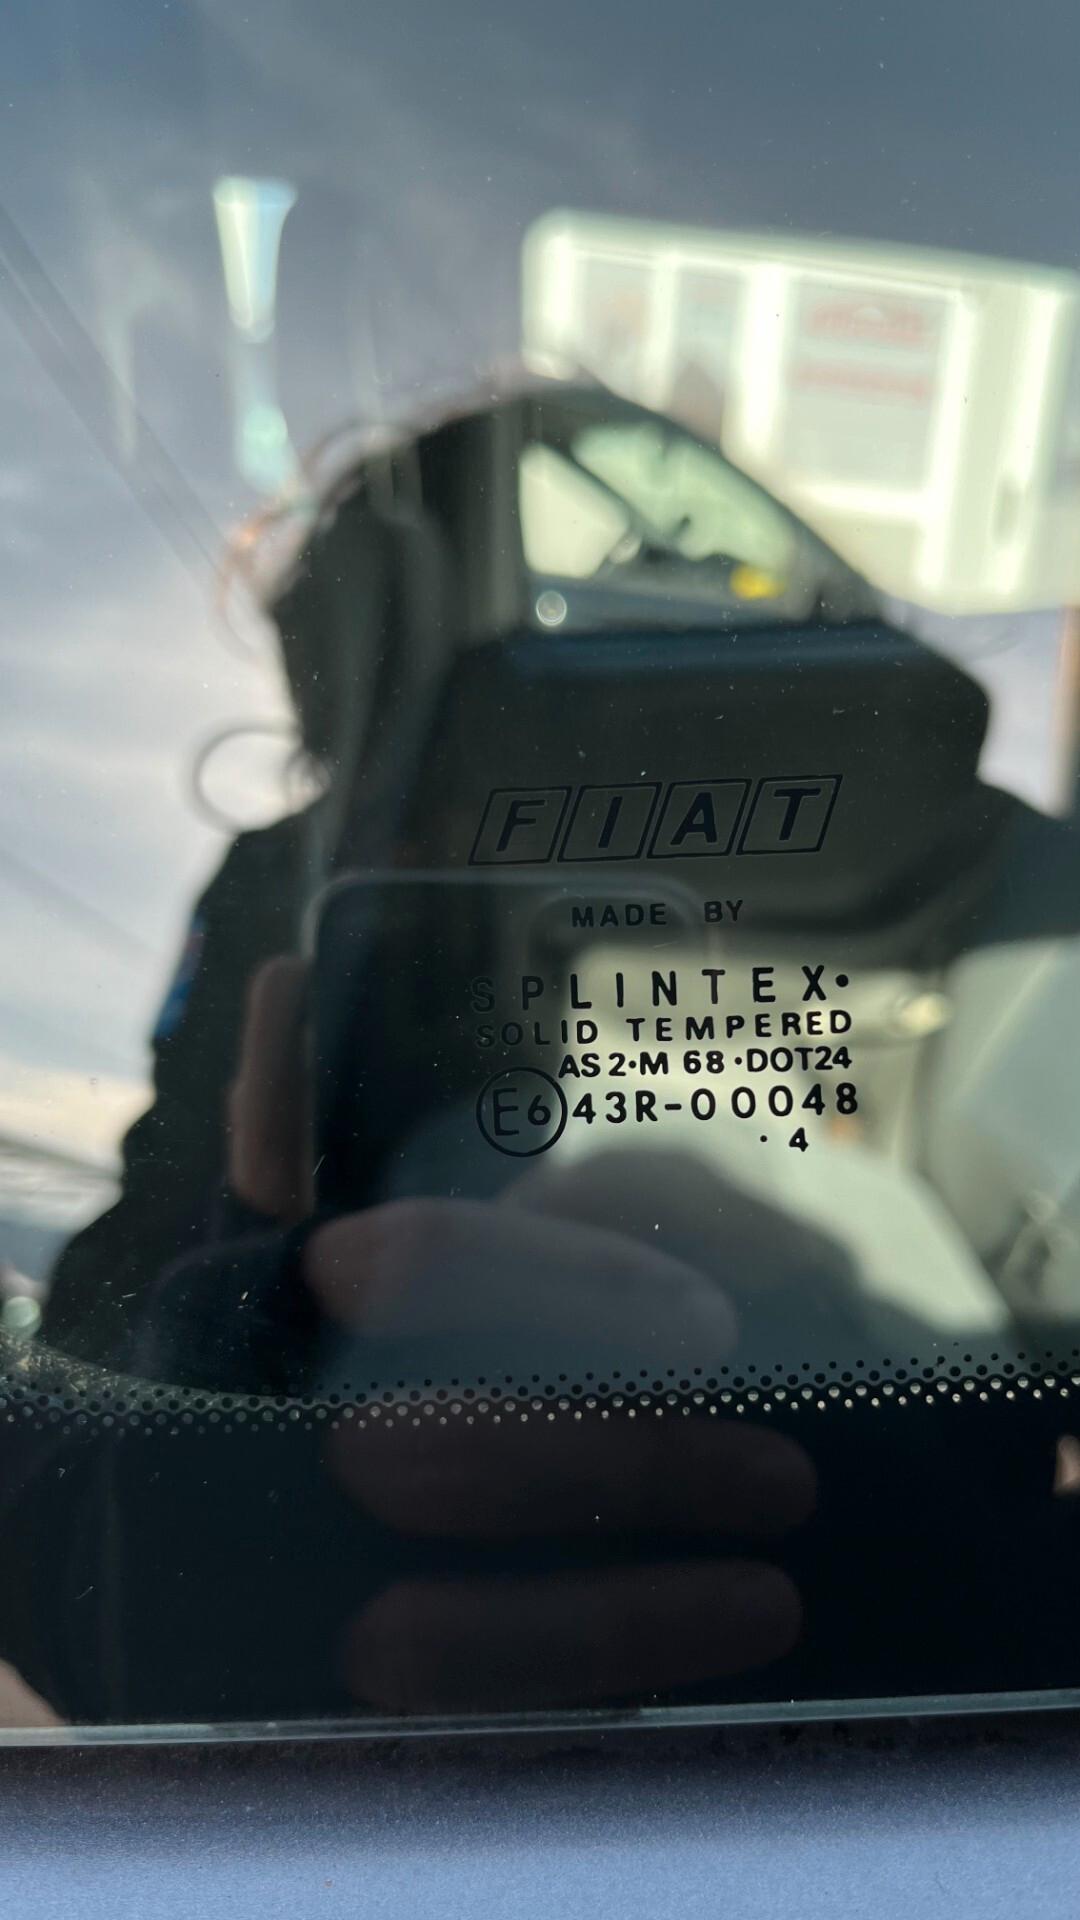 FIAT
MADE BY
SPLINTEX•
SOLID TEMPERED
AS2•M 68•DOT24
E6 43R-00048
• 4